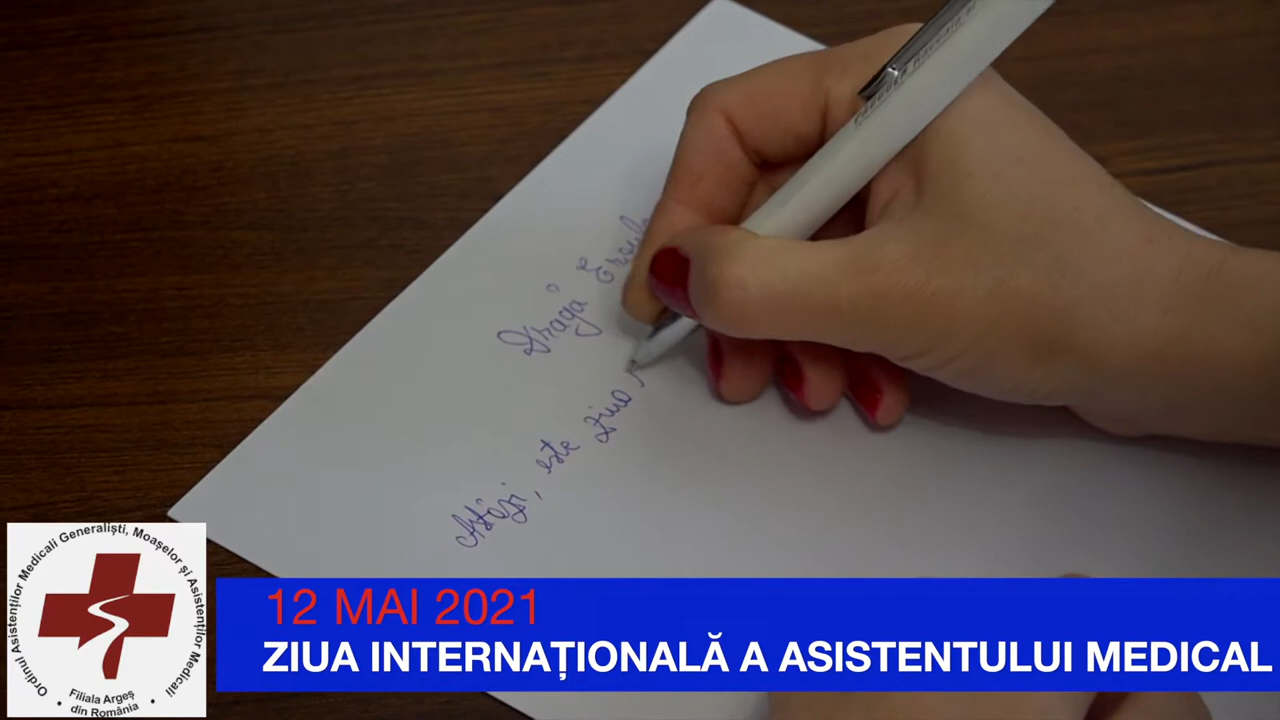 Dragă
Astăzi, este ziua
12 MAI 2021
ZIUA INTERNAȚIONALĂ A ASISTENTULUI MEDICAL
Ordinul Asistenților Medicali Generaliști, Moașelor și Asistenților Medicali
Filiala Argeș
din România